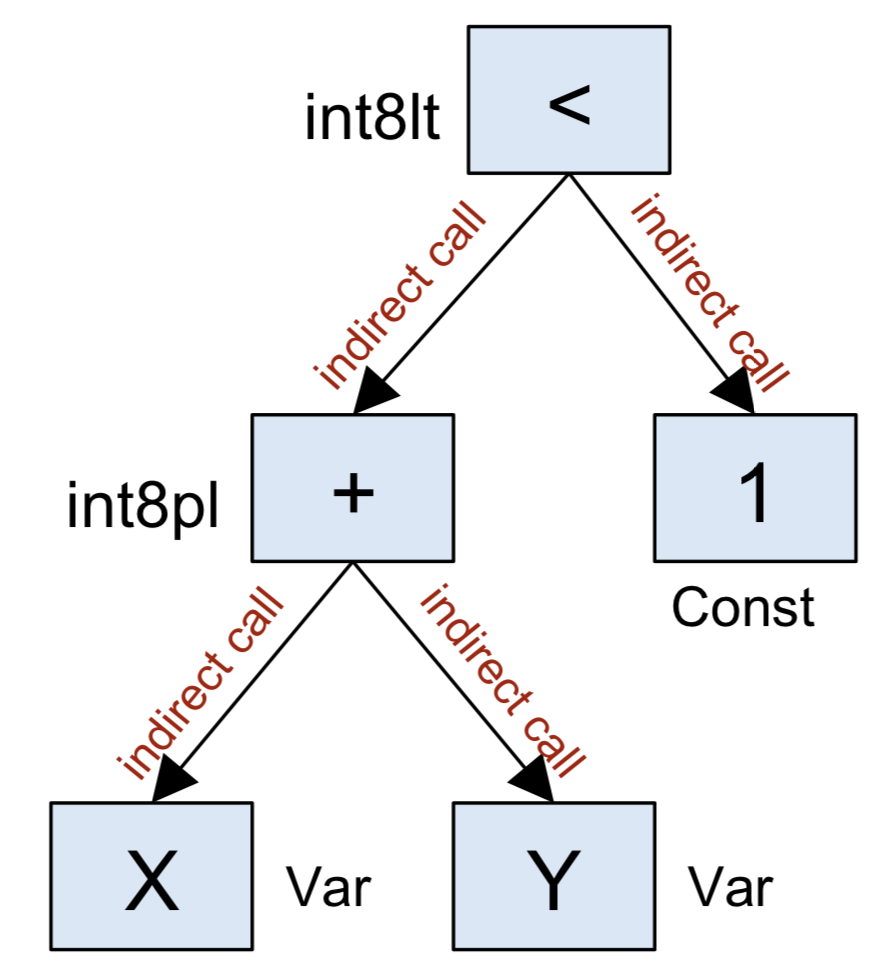 int8lt
<
indirect call
indirect call
int8pl
+
1
Const
indirect call
indirect call
X
Var
Y
Var